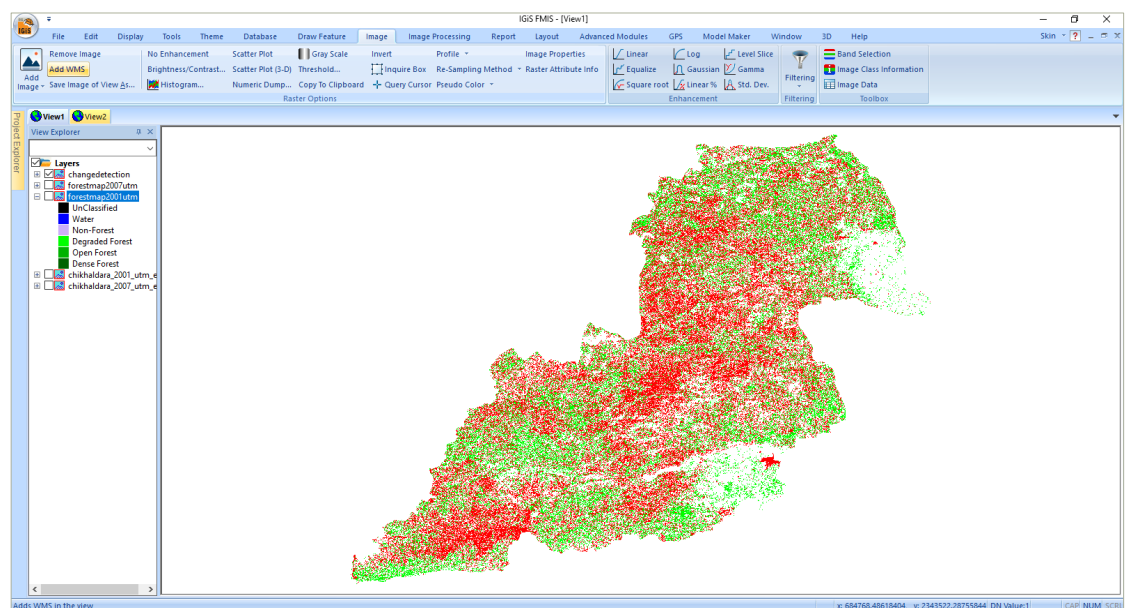 IGiS FMIS - [View1]
IGiS
File Edit Display Tools Theme Database Draw Feature Image Image Processing Report Layout Advanced Modules GPS Model Maker Window 3D Help Skin ?
Remove Image No Enhancement Scatter Plot Gray Scale Invert Profile Image Properties Linear Log Level Slice Band Selection
Add WMS Brightness/Contrast... Scatter Plot (3-D) Threshold... Inquire Box Re-Sampling Method Raster Attribute Info Equalize Gaussian Gamma Filtering Image Class Information
Add Image Save Image of View As... Histogram... Numeric Dump... Copy To Clipboard Query Cursor Pseudo Color Square root Linear % Std. Dev. Image Data
Raster Options Enhancement Filtering Toolbox
Project Explorer
View1 View2
View Explorer
Layers
changedetection
forestmap2007utm
forestmap2001utm
UnClassified
Water
Non-Forest
Degraded Forest
Open Forest
Dense Forest
chikhaldara_2001_utm_e
chikhaldara_2007_utm_e
Adds WMS in the view x: 684768.48618404 y: 2343522.28755844 DN Value:1 CAP NUM SCRL